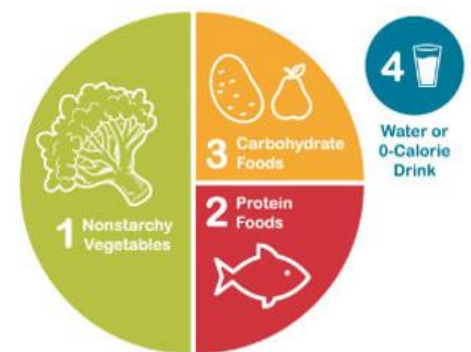 1 Nonstarchy
Vegetables
3 Carbohydrate
Foods
2 Protein
Foods
4
Water or
0-Calorie
Drink